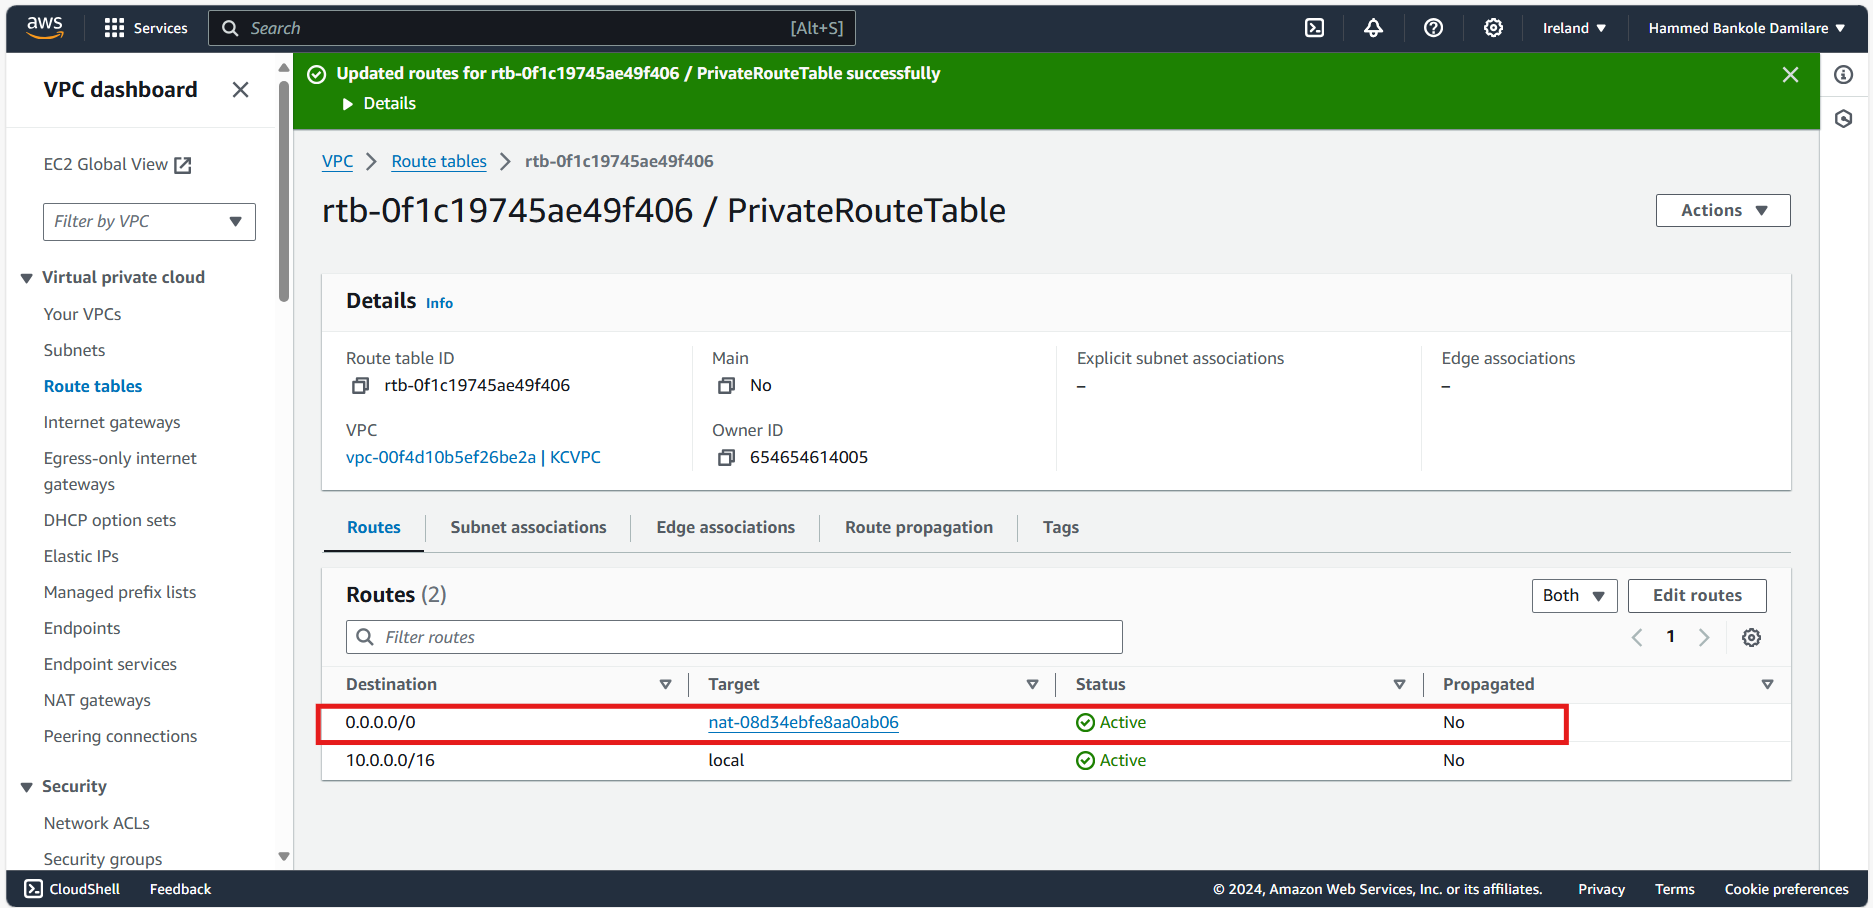 aws
Services
Search [Alt+S]
Ireland
Hammed Bankole Damilare
VPC dashboard
EC2 Global View
Filter by VPC
Virtual private cloud
Your VPCs
Subnets
Route tables
Internet gateways
Egress-only internet
gateways
DHCP option sets
Elastic IPs
Managed prefix lists
Endpoints
Endpoint services
NAT gateways
Peering connections
Security
Network ACLs
Security groups
Updated routes for rtb-0f1c19745ae49f406 / PrivateRouteTable successfully
Details
VPC > Route tables > rtb-0f1c19745ae49f406
rtb-0f1c19745ae49f406 / PrivateRouteTable
Actions
Details Info
Route table ID
rtb-0f1c19745ae49f406
Main
No
Explicit subnet associations
–
Edge associations
–
VPC
vpc-00f4d10b5ef26be2a | KCVPC
Owner ID
654654614005
Routes Subnet associations Edge associations Route propagation Tags
Routes (2)
Both
Edit routes
Filter routes
1
Destination Target Status Propagated
0.0.0.0/0 nat-08d34ebfe8aa0ab06 Active No
10.0.0.0/16 local Active No
CloudShell Feedback
© 2024, Amazon Web Services, Inc. or its affiliates. Privacy Terms Cookie preferences